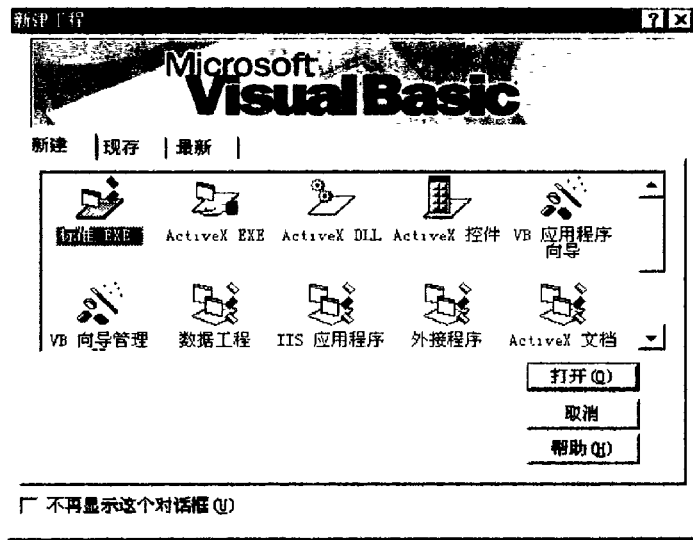 新建工程
Microsoft
Visual Basic
新建 现存 最新
标准 EXE ActiveX EXE ActiveX DLL ActiveX 控件 VB 应用程序
向导
VB 向导管理 数据工程 IIS 应用程序 外接程序 ActiveX 文档
打开(O)
取消
帮助(H)
不再显示这个对话框(U)